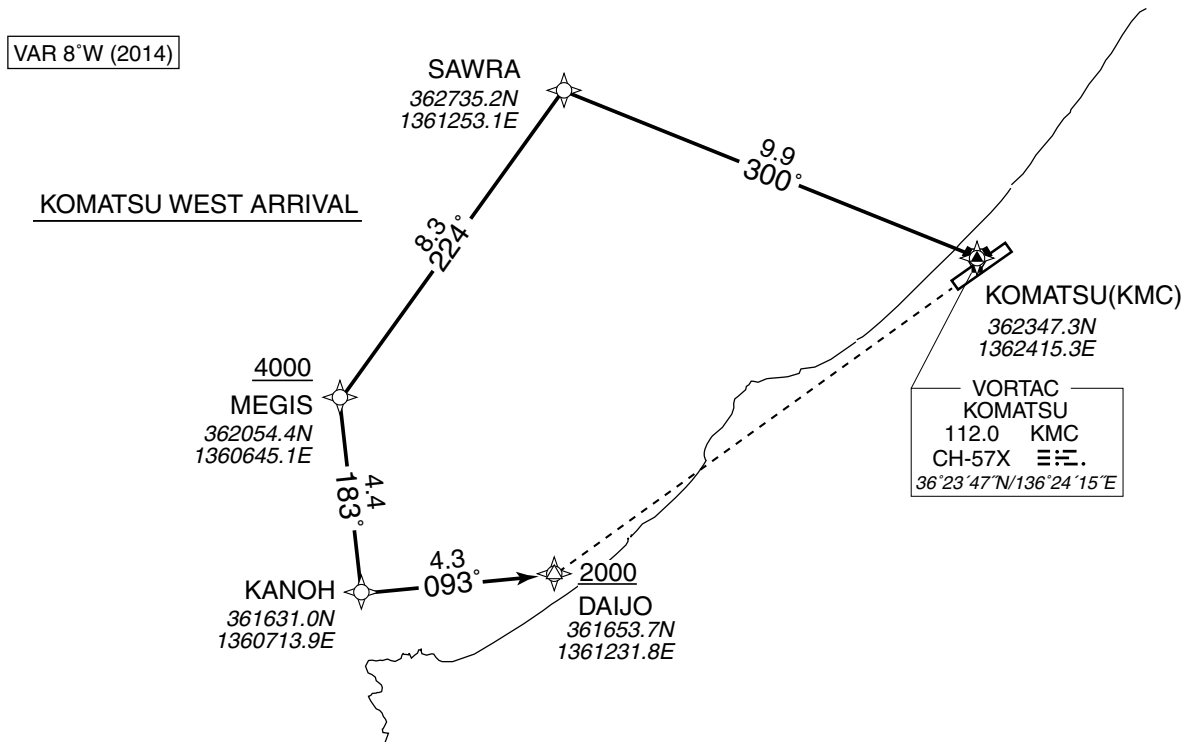 VAR 8°W (2014)
SAWRA
362735.2N
1361253.1E
KOMATSU WEST ARRIVAL
9.9
300°
8.3
224°
KOMATSU(KMC)
362347.3N
1362415.3E
4000
MEGIS
362054.4N
1360645.1E
VORTAC
KOMATSU
112.0 KMC
CH-57X
36°23´47˝N/136°24´15˝E
4.4
183°
4.3
093°
2000
KANOH
361631.0N
1360713.9E
DAIJO
361653.7N
1361231.8E